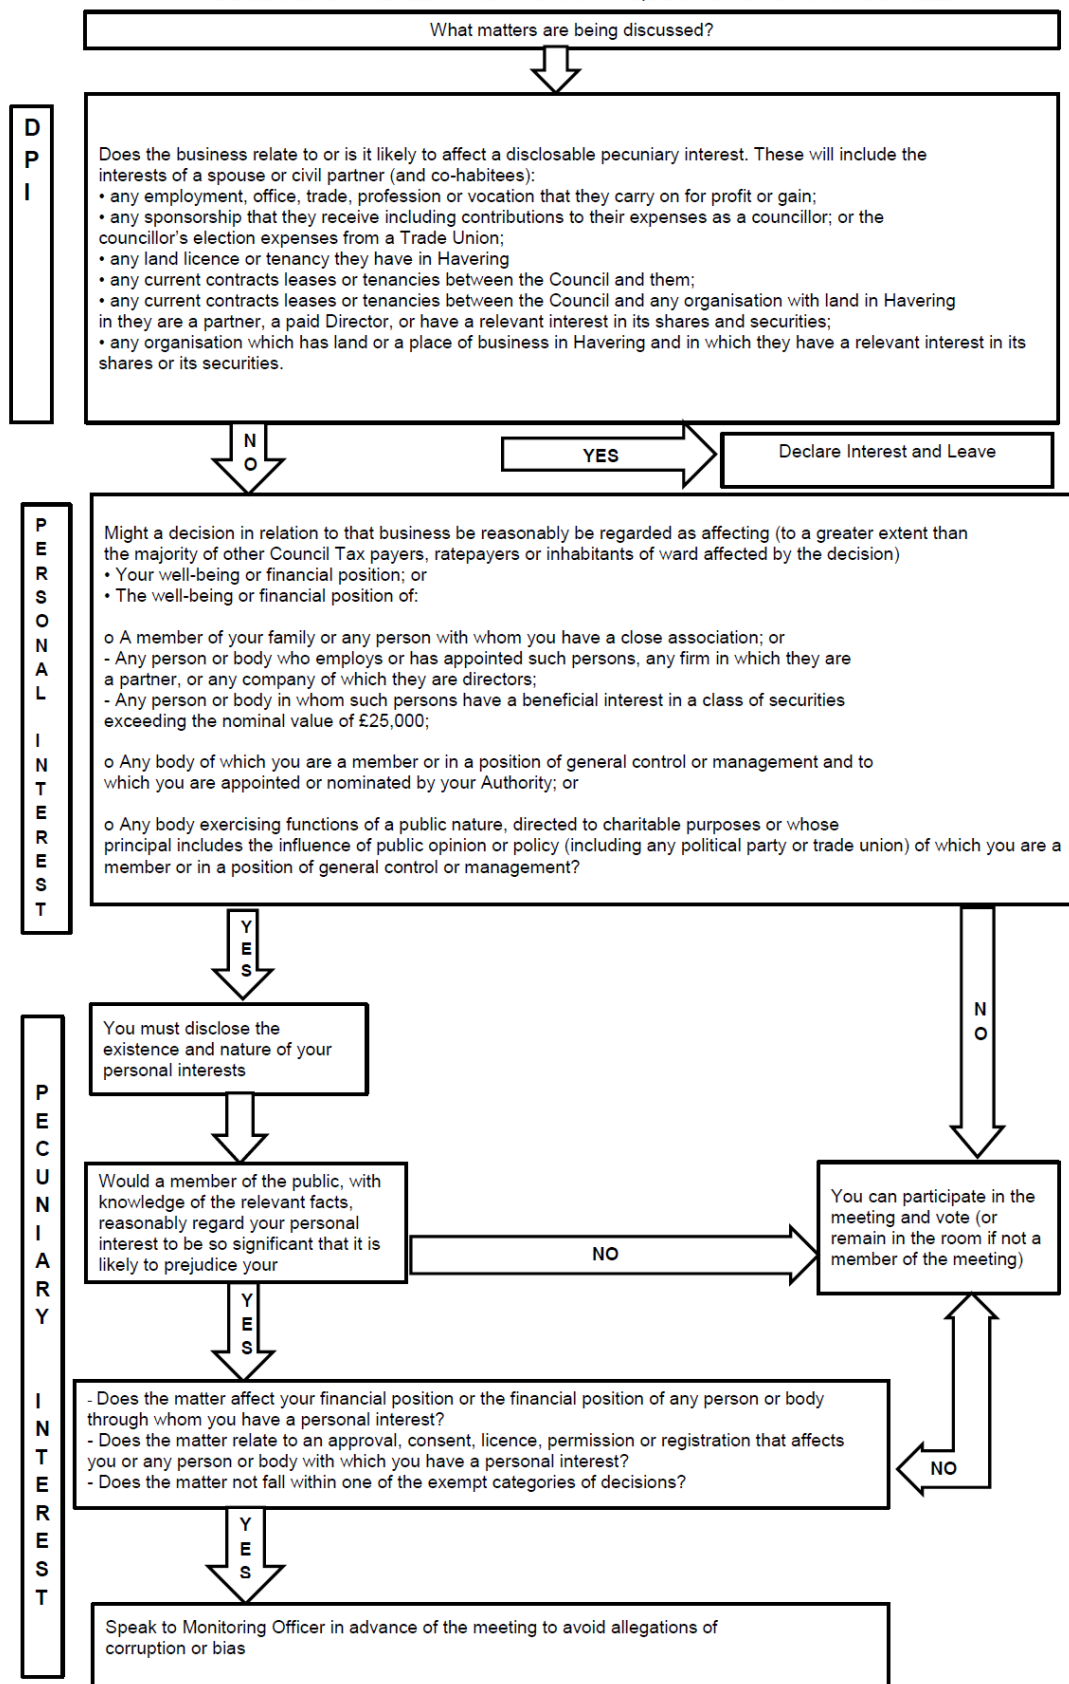 What matters are being discussed?
D
P
I
Does the business relate to or is it likely to affect a disclosable pecuniary interest. These will include the
interests of a spouse or civil partner (and co-habitees):
• any employment, office, trade, profession or vocation that they carry on for profit or gain;
• any sponsorship that they receive including contributions to their expenses as a councillor; or the
councillor's election expenses from a Trade Union;
• any land licence or tenancy they have in Havering
• any current contracts leases or tenancies between the Council and them;
• any current contracts leases or tenancies between the Council and any organisation with land in Havering
in they are a partner, a paid Director, or have a relevant interest in its shares and securities;
• any organisation which has land or a place of business in Havering and in which they have a relevant interest in its
shares or its securities.
N
O
YES
Declare Interest and Leave
P
E
R
S
O
N
A
L
I
N
T
E
R
E
S
T
Might a decision in relation to that business be reasonably be regarded as affecting (to a greater extent than
the majority of other Council Tax payers, ratepayers or inhabitants of ward affected by the decision)
• Your well-being or financial position; or
• The well-being or financial position of:
o A member of your family or any person with whom you have a close association; or
- Any person or body who employs or has appointed such persons, any firm in which they are
a partner, or any company of which they are directors;
- Any person or body in whom such persons have a beneficial interest in a class of securities
exceeding the nominal value of £25,000;
o Any body of which you are a member or in a position of general control or management and to
which you are appointed or nominated by your Authority; or
o Any body exercising functions of a public nature, directed to charitable purposes or whose
principal includes the influence of public opinion or policy (including any political party or trade union) of which you are a
member or in a position of general control or management?
Y
E
S
N
O
P
E
C
U
N
I
A
R
Y
I
N
T
E
R
E
S
T
You must disclose the
existence and nature of your
personal interests
Would a member of the public, with
knowledge of the relevant facts,
reasonably regard your personal
interest to be so significant that it is
likely to prejudice your
NO
You can participate in the
meeting and vote (or
remain in the room if not a
member of the meeting)
Y
E
S
- Does the matter affect your financial position or the financial position of any person or body
through whom you have a personal interest?
- Does the matter relate to an approval, consent, licence, permission or registration that affects
you or any person or body with which you have a personal interest?
- Does the matter not fall within one of the exempt categories of decisions?
NO
Y
E
S
Speak to Monitoring Officer in advance of the meeting to avoid allegations of
corruption or bias